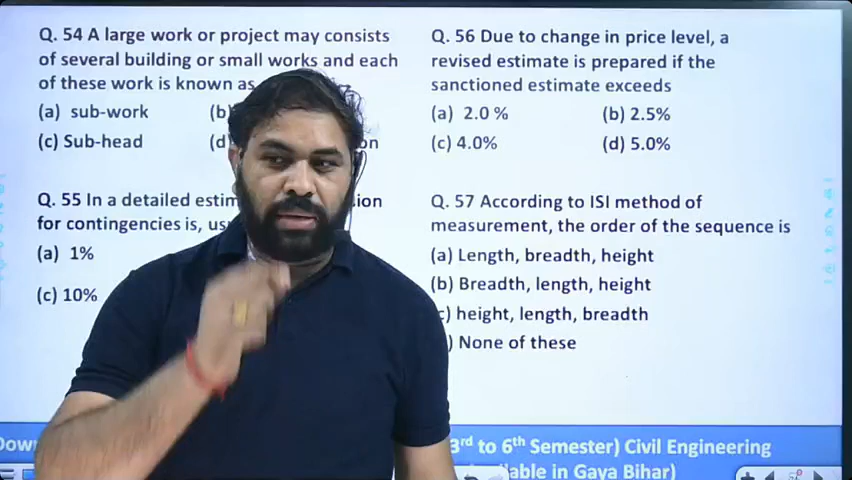 Q. 54 A large work or project may consists
of several building or small works and each
of these work is known as
(a) sub-work (b)
(c) Sub-head (d
Q. 55 In a detailed estim
for contingencies is, us
(a) 1%
(c) 10%
Q. 56 Due to change in price level, a
revised estimate is prepared if the
sanctioned estimate exceeds
(a) 2.0 % (b) 2.5%
(c) 4.0% (d) 5.0%
Q. 57 According to ISI method of
measurement, the order of the sequence is
(a) Length, breadth, height
(b) Breadth, length, height
c) height, length, breadth
) None of these
3rd to 6th Semester) Civil Engineering
lable in Gaya Bihar)